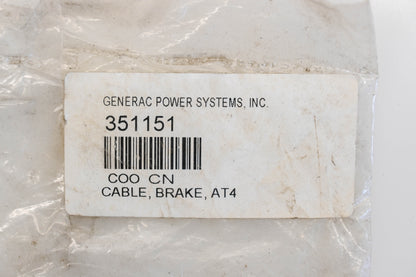 GENERAC POWER SYSTEMS, INC.
351151
COO CN
CABLE, BRAKE, AT4